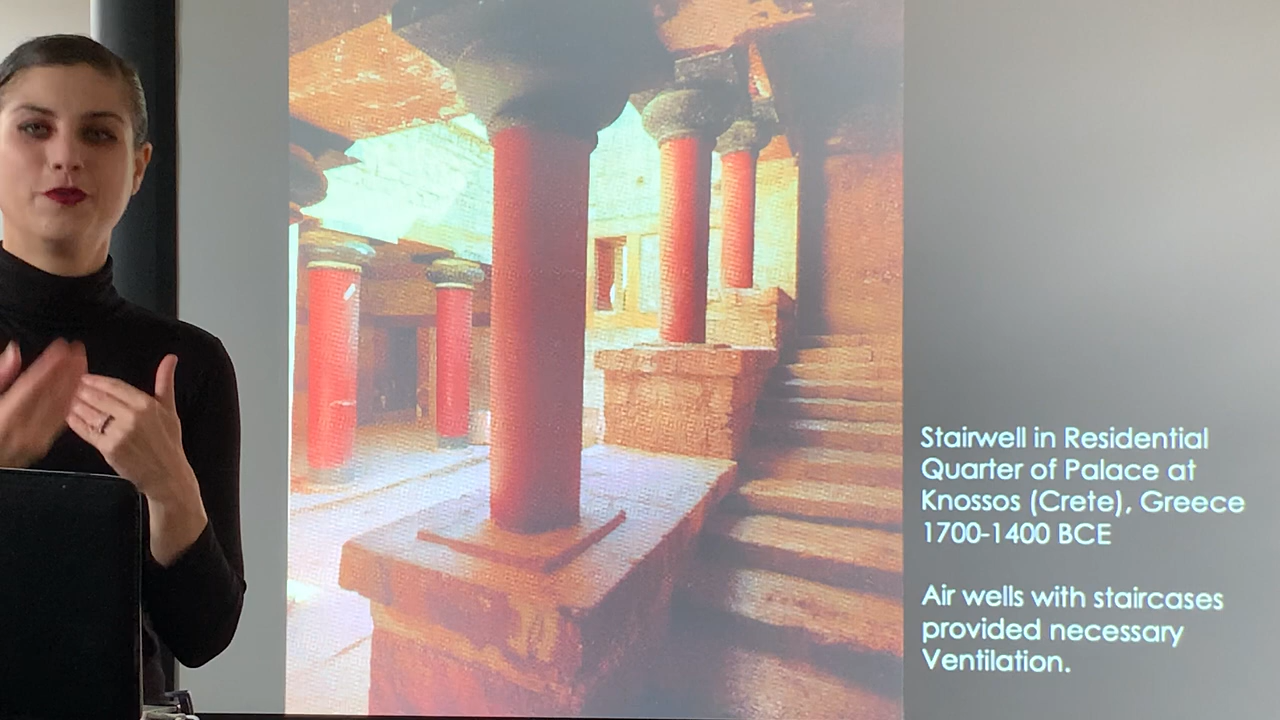 Stairwell in Residential
Quarter of Palace at
Knossos (Crete), Greece
1700-1400 BCE
Air wells with staircases
provided necessary
Ventilation.